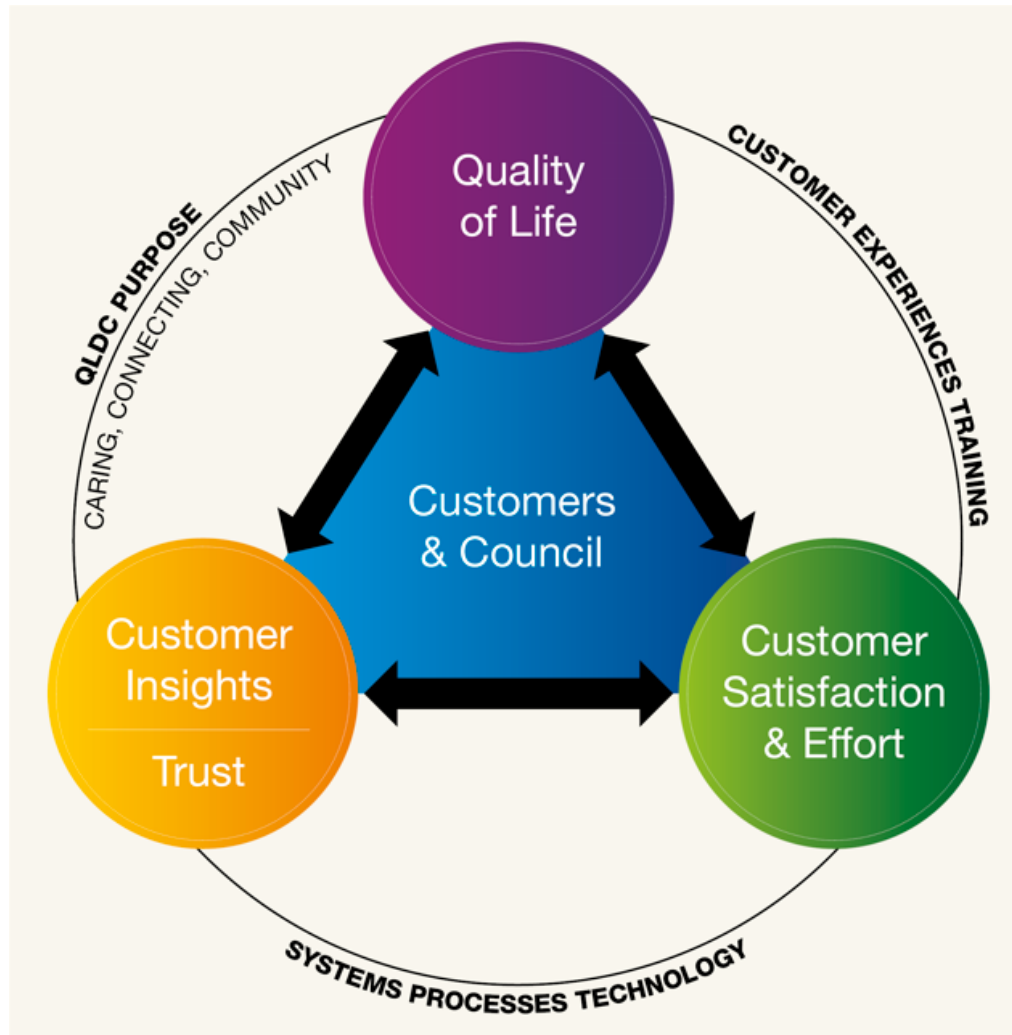 Quality
of Life
QLDC PURPOSE
CARING, CONNECTING, COMMUNITY
CUSTOMER EXPERIENCES TRAINING
Customers
& Council
Customer
Insights
Trust
Customer
Satisfaction
& Effort
SYSTEMS PROCESSES TECHNOLOGY